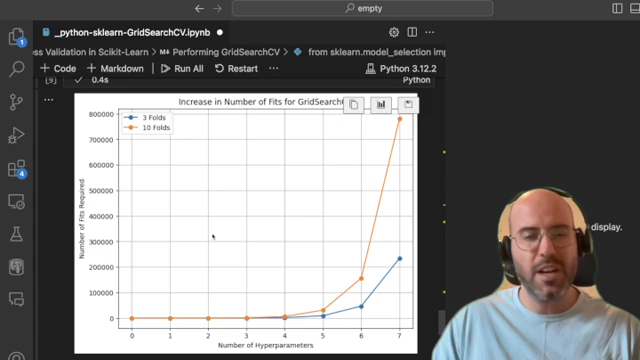 empty
_python-sklearn-GridSearchCV.ipynb
oss Validation in Scikit-Learn > M↓ Performing GridSearchCV > from sklearn.model_selection imp
+ Code + Markdown Run All Restart Python 3.12.2
[9] ✓ 0.4s Python
1
4
Increase in Number of Fits for GridSearchC
3 Folds
10 Folds
800000
700000
600000
500000
400000
300000
200000
100000
0
Number of Fits Required
0 1 2 3 4 5 6 7
Number of Hyperparameters
y display.